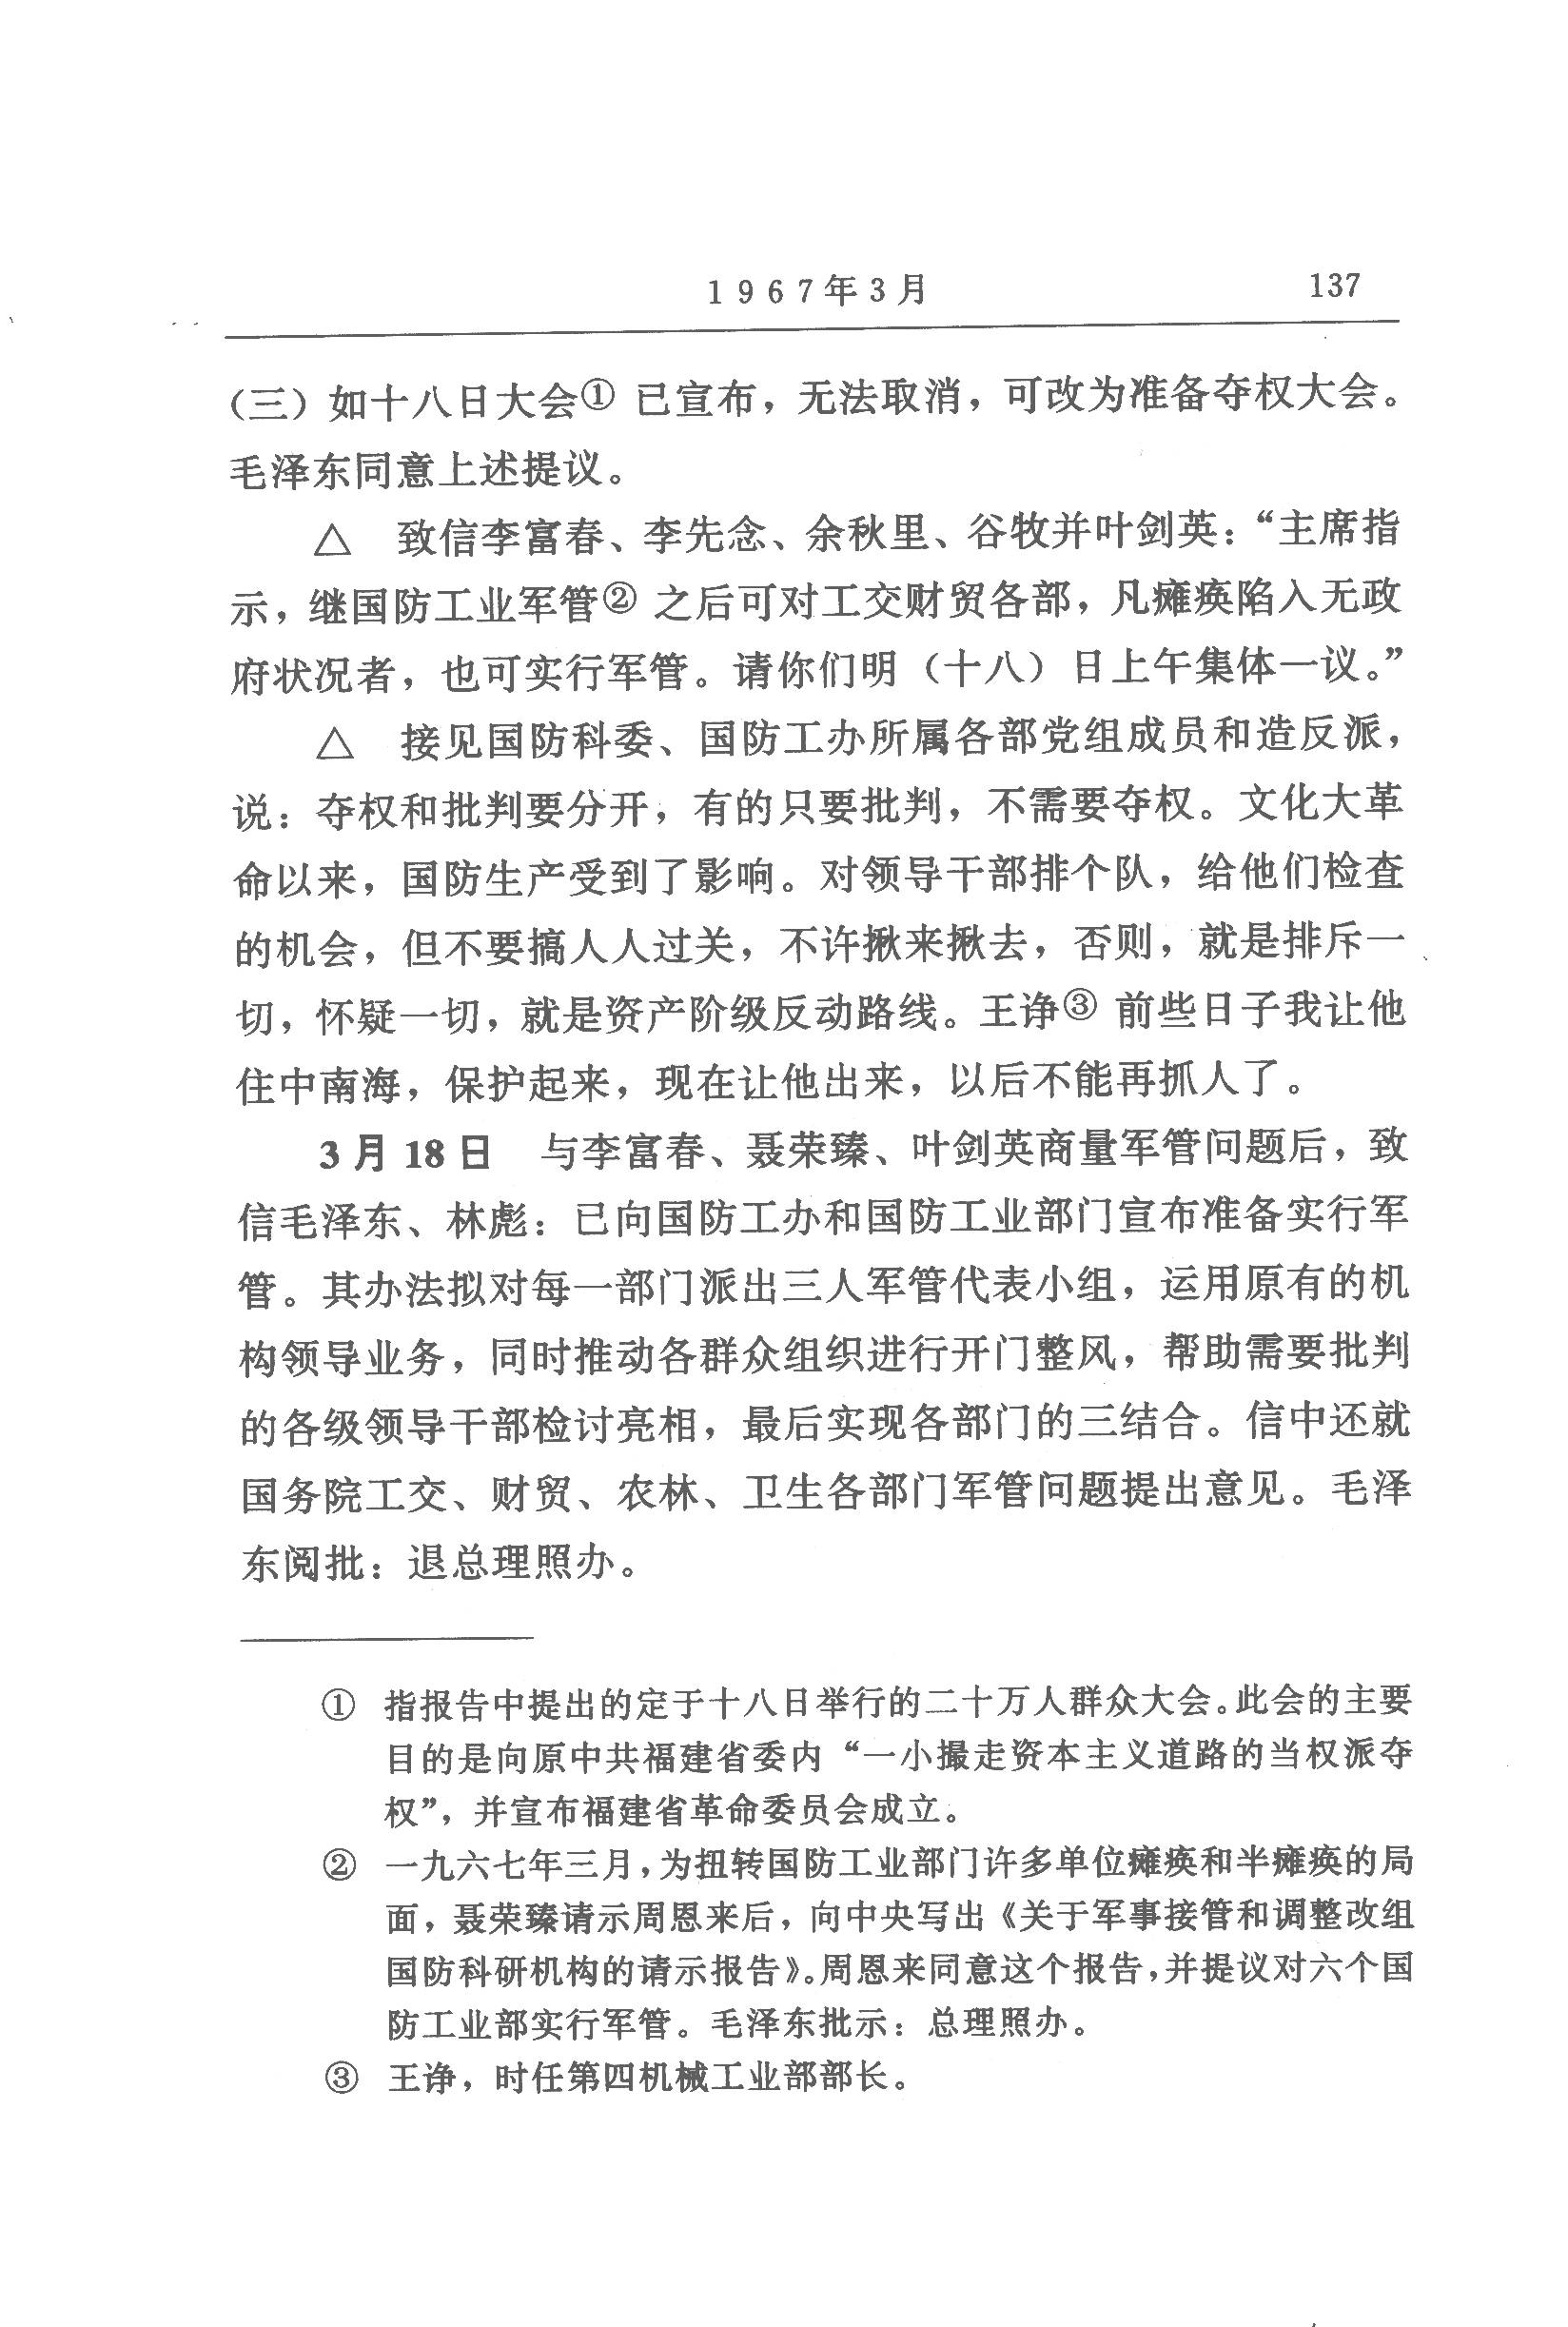 1967年3月 137
（三）如十八日大会① 已宣布，无法取消，可改为准备夺权大会。
毛泽东同意上述提议。
△ 致信李富春、李先念、余秋里、谷牧并叶剑英：“主席指
示，继国防工业军管② 之后可对工交财贸各部，凡瘫痪陷入无政
府状况者，也可实行军管。请你们明（十八）日上午集体一议。”
△ 接见国防科委、国防工办所属各部党组成员和造反派，
说：夺权和批判要分开，有的只要批判，不需要夺权。文化大革
命以来，国防生产受到了影响。对领导干部排个队，给他们检查
的机会，但不要搞人人过关，不许揪来揪去，否则，就是排斥一
切，怀疑一切，就是资产阶级反动路线。王诤③ 前些日子我让他
住中南海，保护起来，现在让他出来，以后不能再抓人了。
3月18日 与李富春、聂荣臻、叶剑英商量军管问题后，致
信毛泽东、林彪：已向国防工办和国防工业部门宣布准备实行军
管。其办法拟对每一部门派出三人军管代表小组，运用原有的机
构领导业务，同时推动各群众组织进行开门整风，帮助需要批判
的各级领导干部检讨亮相，最后实现各部门的三结合。信中还就
国务院工交、财贸、农林、卫生各部门军管问题提出意见。毛泽
东阅批：退总理照办。
① 指报告中提出的定于十八日举行的二十万人群众大会。此会的主要
目的是向原中共福建省委内“一小撮走资本主义道路的当权派夺
权”，并宣布福建省革命委员会成立。
② 一九六七年三月，为扭转国防工业部门许多单位瘫痪和半瘫痪的局
面，聂荣臻请示周恩来后，向中央写出《关于军事接管和调整改组
国防科研机构的请示报告》。周恩来同意这个报告，并提议对六个国
防工业部实行军管。毛泽东批示：总理照办。
③ 王诤，时任第四机械工业部部长。